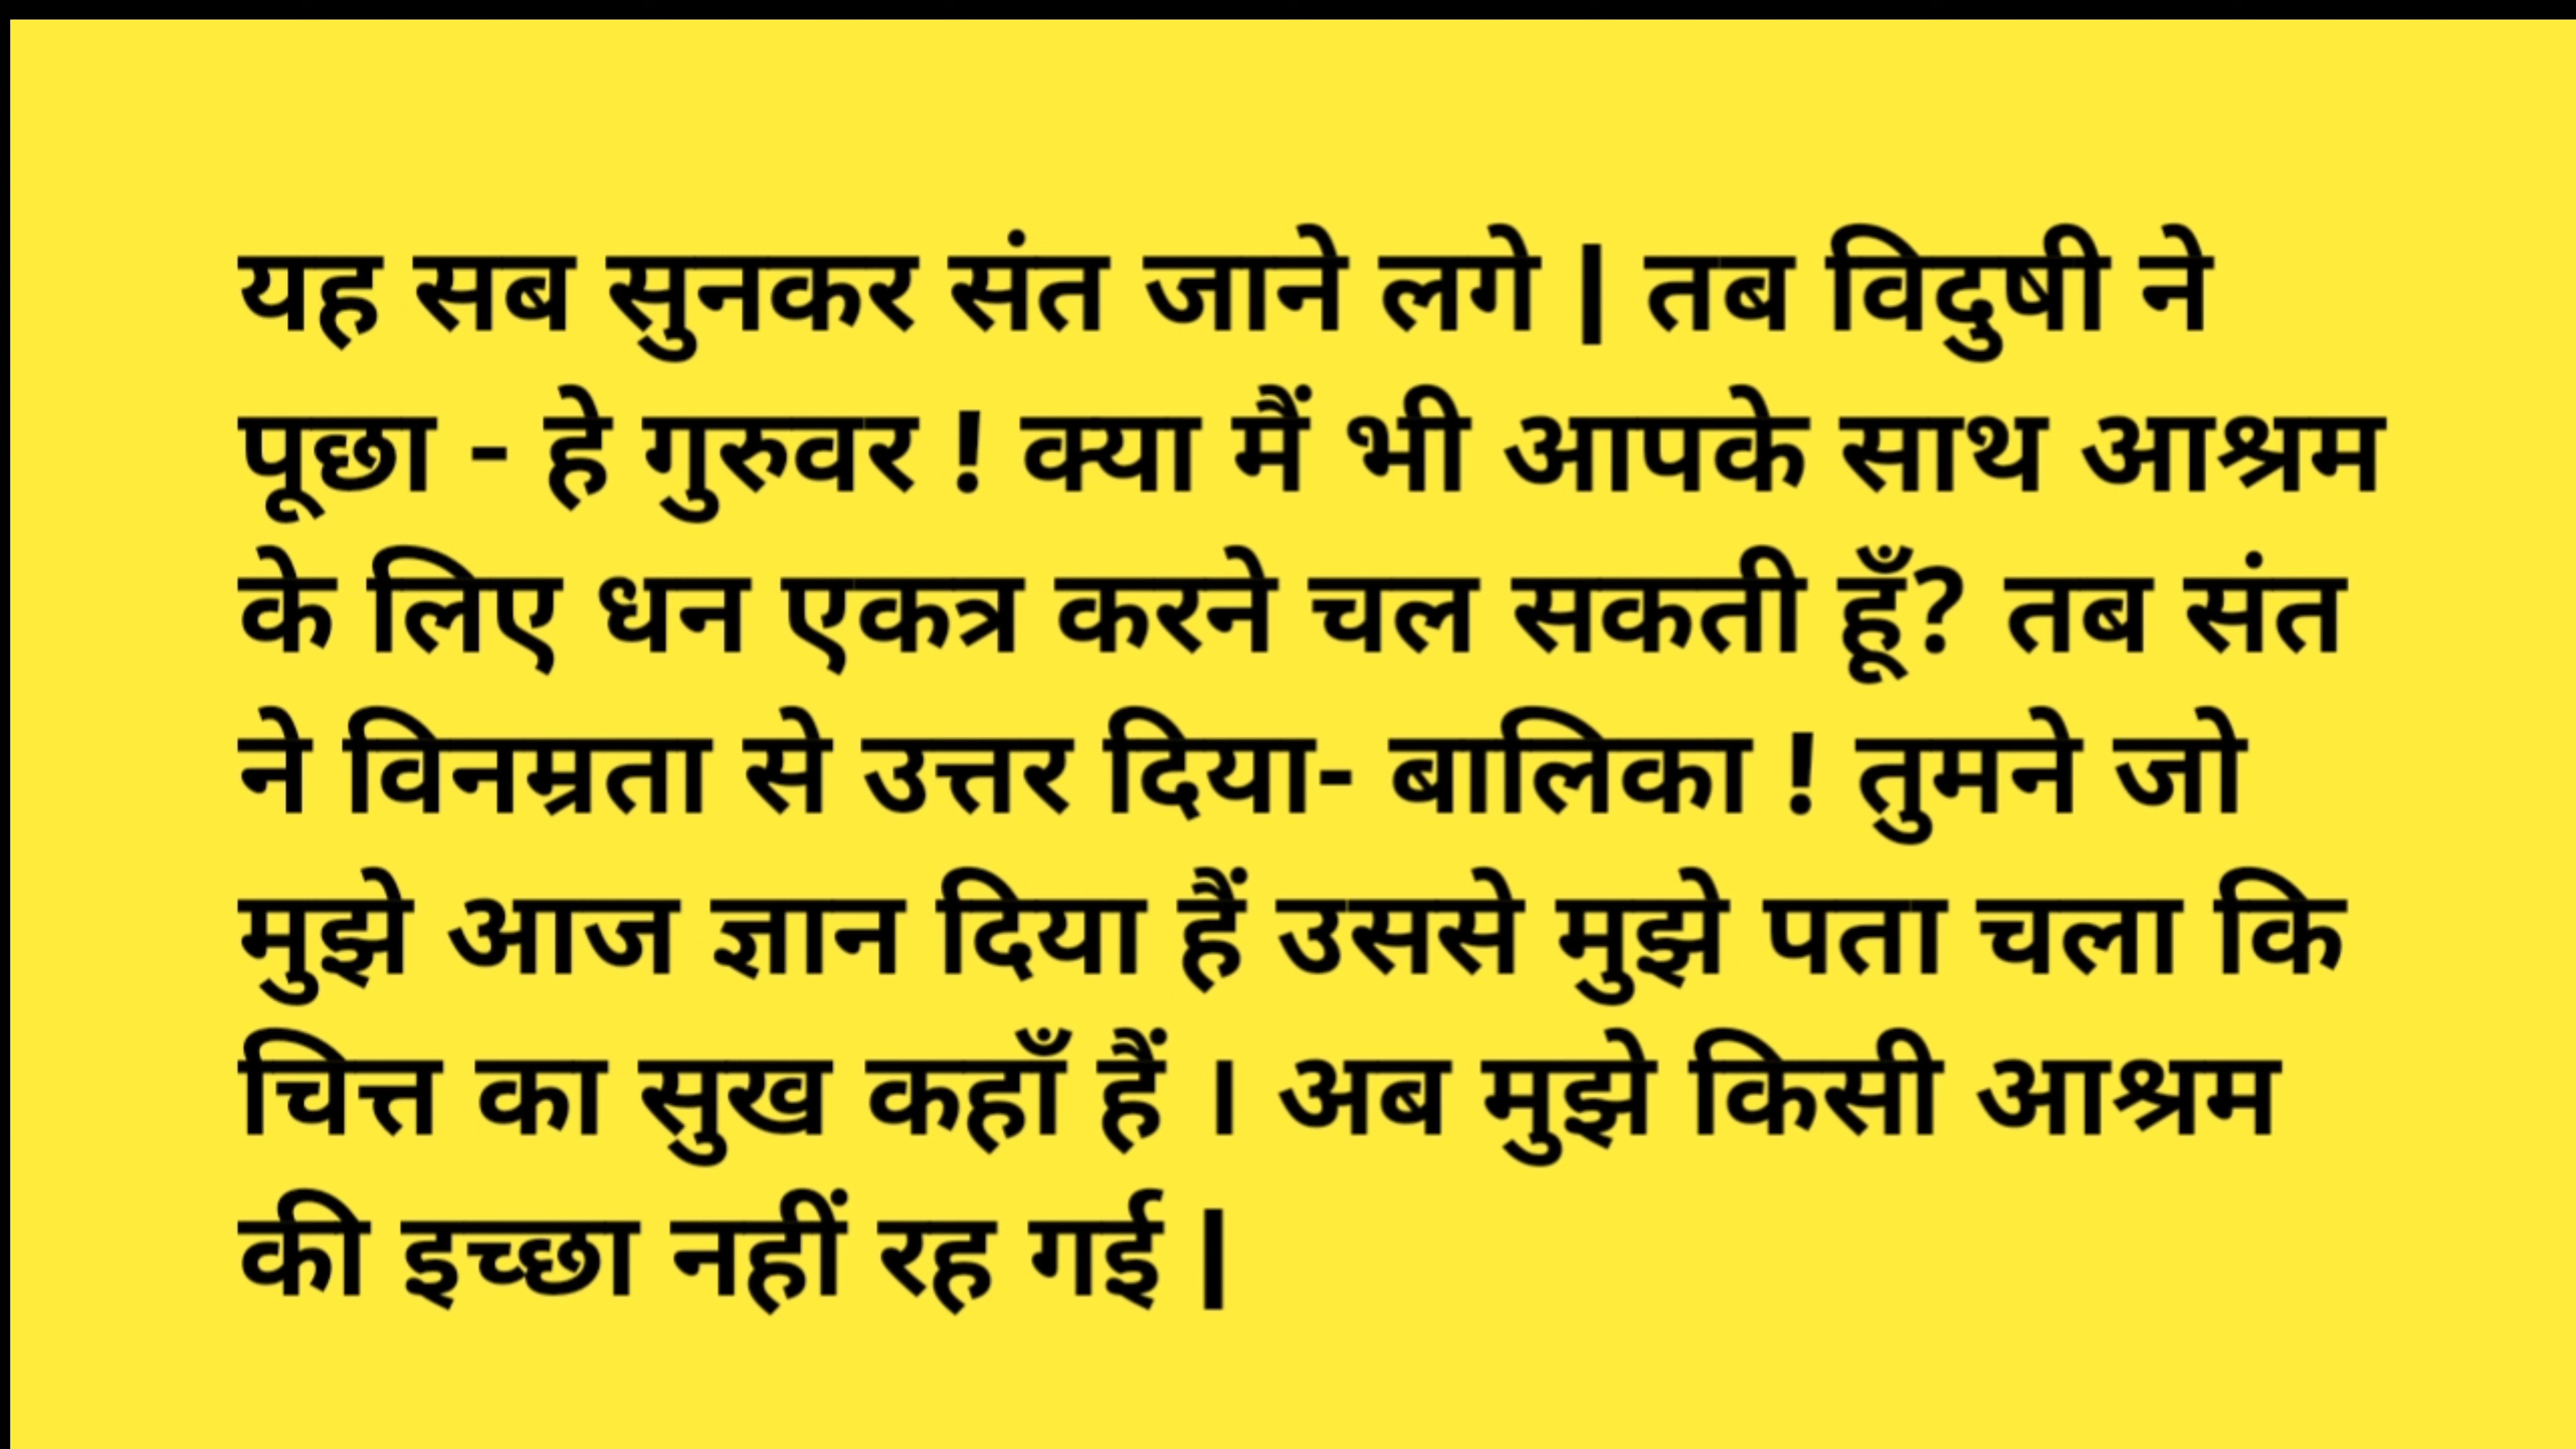 यह सब सुनकर संत जाने लगे | तब विदुषी ने
पूछा - हे गुरुवर ! क्या मैं भी आपके साथ आश्रम
के लिए धन एकत्र करने चल सकती हूँ? तब संत
ने विनम्रता से उत्तर दिया- बालिका ! तुमने जो
मुझे आज ज्ञान दिया हैं उससे मुझे पता चला कि
चित्त का सुख कहाँ हैं । अब मुझे किसी आश्रम
की इच्छा नहीं रह गई |